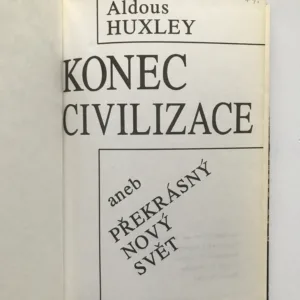 Aldous
HUXLEY
KONEC
CIVILIZACE
aneb
PŘEKRÁSNÝ
NOVÝ
SVĚT